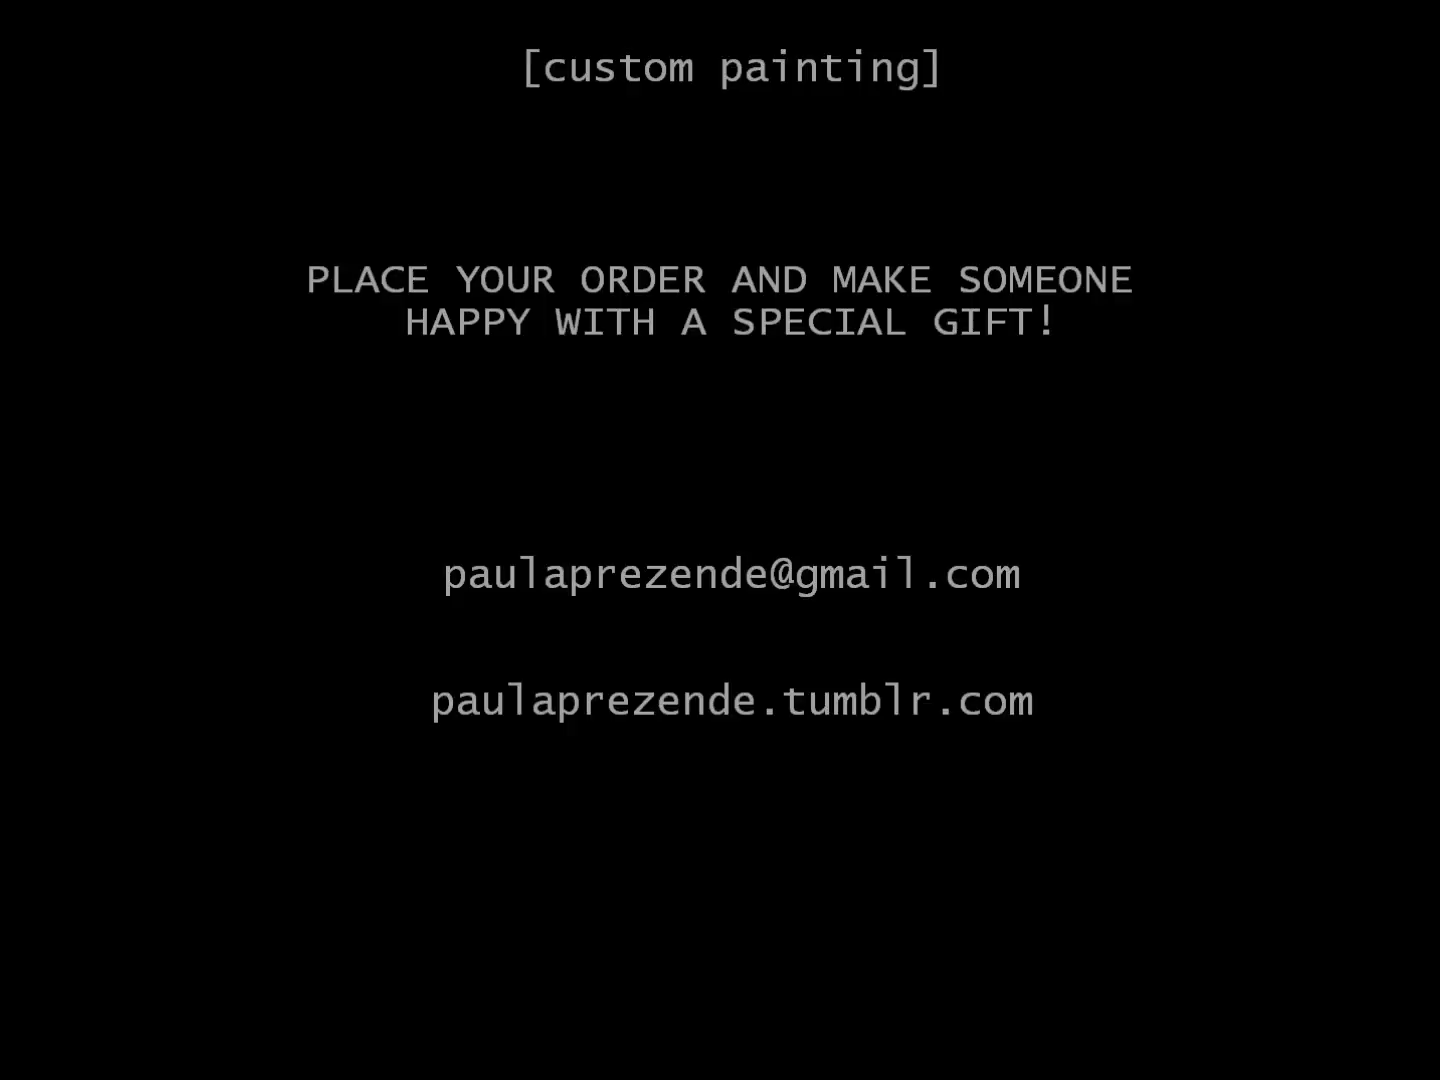 [custom painting]
PLACE YOUR ORDER AND MAKE SOMEONE
HAPPY WITH A SPECIAL GIFT!
paulaprezende@gmail.com
paulaprezende.tumblr.com